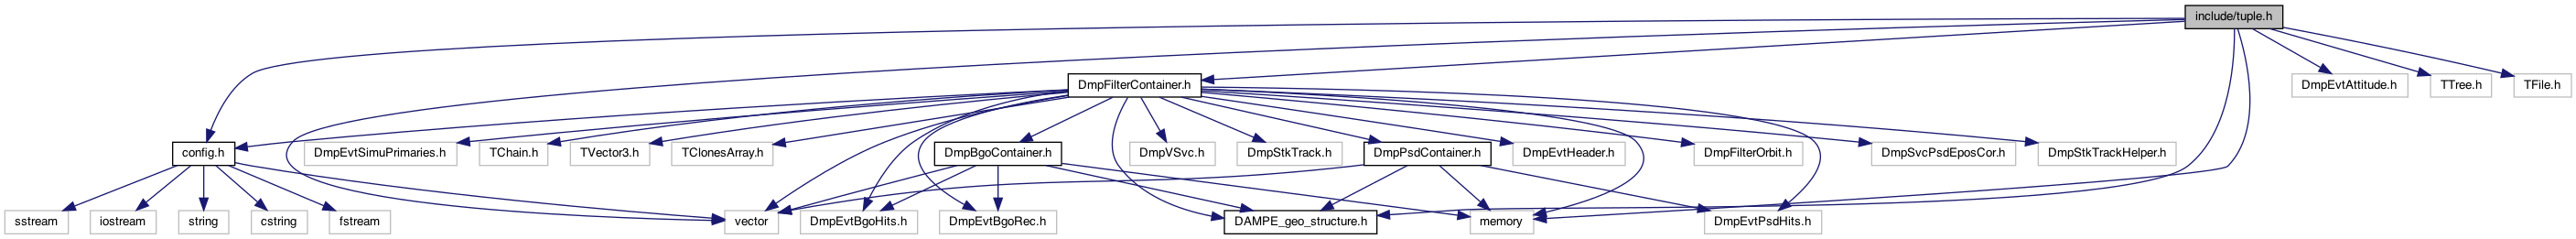 include/tuple.h
DmpFilterContainer.h
DmpEvtAttitude.h
TTree.h
TFile.h
config.h
DmpEvtSimuPrimaries.h
TChain.h
TVector3.h
TClonesArray.h
DmpBgoContainer.h
DmpVSvc.h
DmpStkTrack.h
DmpPsdContainer.h
DmpEvtHeader.h
DmpFilterOrbit.h
DmpSvcPsdEposCor.h
DmpStkTrackHelper.h
sstream
iostream
string
cstring
fstream
vector
DmpEvtBgoHits.h
DmpEvtBgoRec.h
DAMPE_geo_structure.h
memory
DmpEvtPsdHits.h